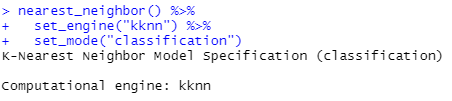 > nearest_neighbor() %>%
+   set_engine("kknn") %>%
+   set_mode("classification")
K-Nearest Neighbor Model Specification (classification)

Computational engine: kknn